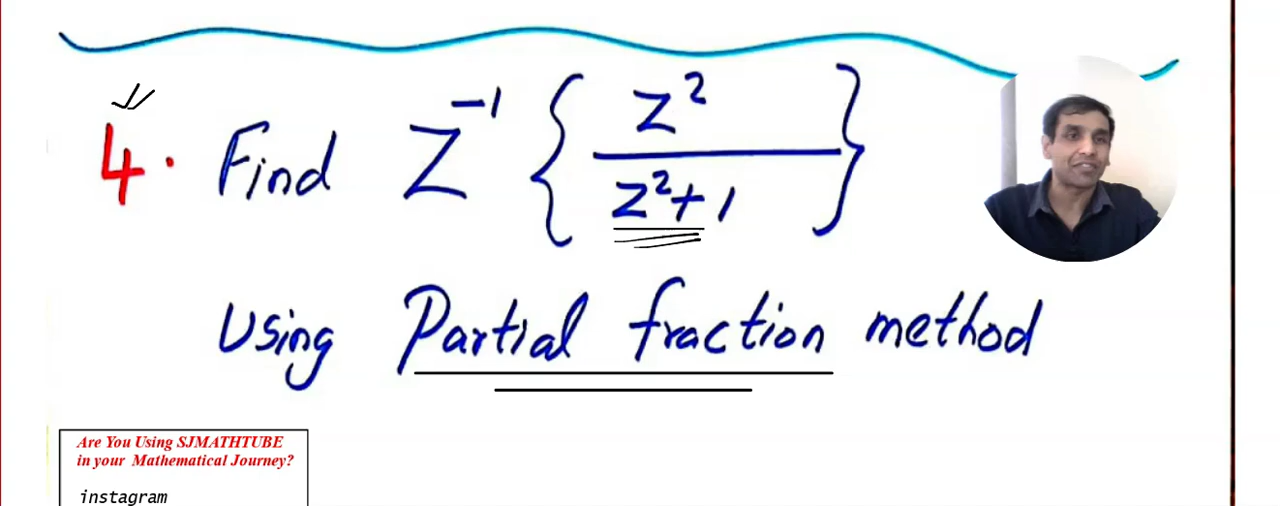 4. Find Z⁻¹ { z² / (z²+1) }
Using Partial fraction method
Are You Using SJMATHTUBE
in your Mathematical Journey?
instagram